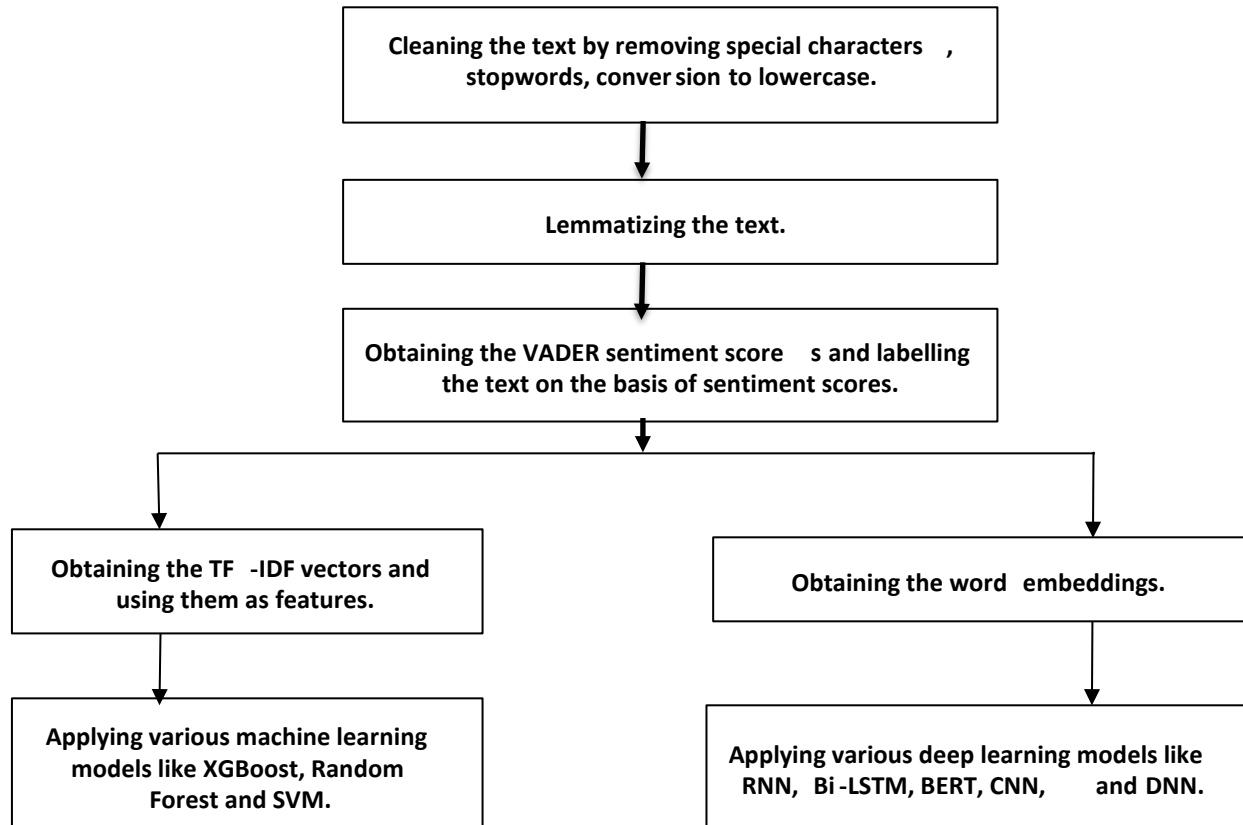 Cleaning the text by removing special characters ,
stopwords, conver sion to lowercase.
Lemmatizing the text.
Obtaining the VADER sentiment score s and labelling
the text on the basis of sentiment scores.
Obtaining the TF -IDF vectors and
using them as features.
Obtaining the word embeddings.
Applying various machine learning
models like XGBoost, Random
Forest and SVM.
Applying various deep learning models like
RNN, Bi -LSTM, BERT, CNN, and DNN.